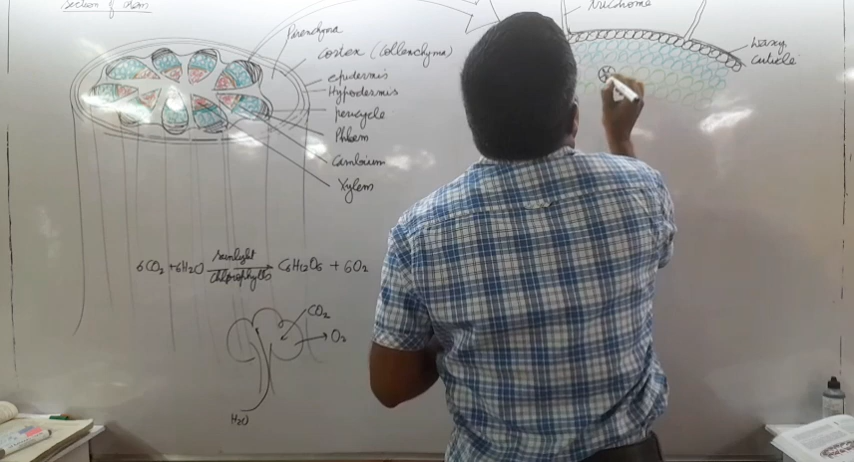 section of stem
Trichome
Parenchyma
cortex (Collenchyma)
waxy
cuticle
epidermis
Hypodermis
pericycle
Phloem
Cambium
Xylem
6CO2 + 6H2O sunlight chlorophylls C6H12O6 + 6O2
CO2
O2
H2O